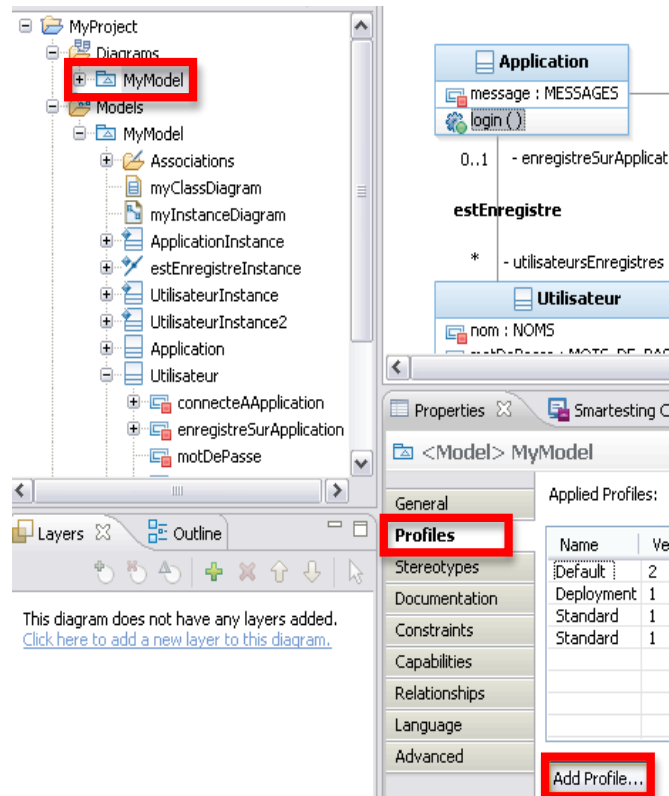 MyProject
Diagrams
MyModel
Models
MyModel
Associations
myClassDiagram
myInstanceDiagram
ApplicationInstance
estEnregistreInstance
UtilisateurInstance
UtilisateurInstance2
Application
Utilisateur
connecteAApplication
enregistreSurApplication
motDePasse
Application
message : MESSAGES
login ( )
0..1 - enregistreSurApplicat
estEnregistre
* - utilisateursEnregistres
Utilisateur
nom : NOMS
Layers Outline
This diagram does not have any layers added.
Click here to add a new layer to this diagram.
Properties Smartesting C
<Model> MyModel
General
Profiles
Stereotypes
Documentation
Constraints
Capabilities
Relationships
Language
Advanced
Applied Profiles:
Name Ve
Default 2
Deployment 1
Standard 1
Standard 1
Add Profile...